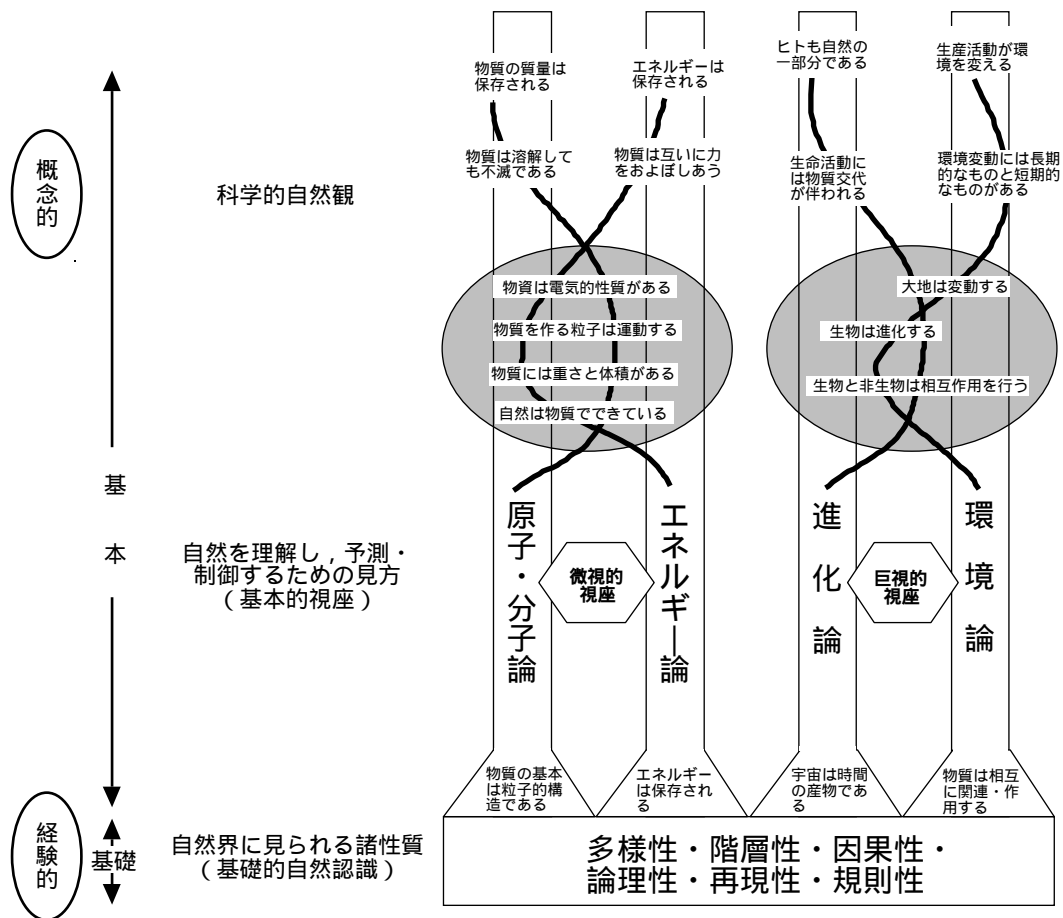 物質の質量は
保存される
エネルギーは
保存される
ヒトも自然の
一部分である
生産活動が環
境を変える
概念的
科学的自然観
物質は溶解して
も不滅である
物質は互いに力
をおよぼしあう
生命活動に
は物質交代
が伴われる
環境変動には長期
的なものと短期的
なものがある
物資は電気的性質がある
物質を作る粒子は運動する
物質には重さと体積がある
自然は物質でできている
大地は変動する
生物は進化する
生物と非生物は相互作用を行う
基本
自然を理解し，予測・
制御するための見方
（基本的視座）
原子・分子論
微視的
視座
エネルギー論
進化論
巨視的
視座
環境論
物質の基本
は粒子的構
造である
エネルギー
は保存され
る
宇宙は時間
の産物であ
る
物質は相互
に関連・作
用する
経験的
基礎
自然界に見られる諸性質
（基礎的自然認識）
多様性・階層性・因果性・
論理性・再現性・規則性